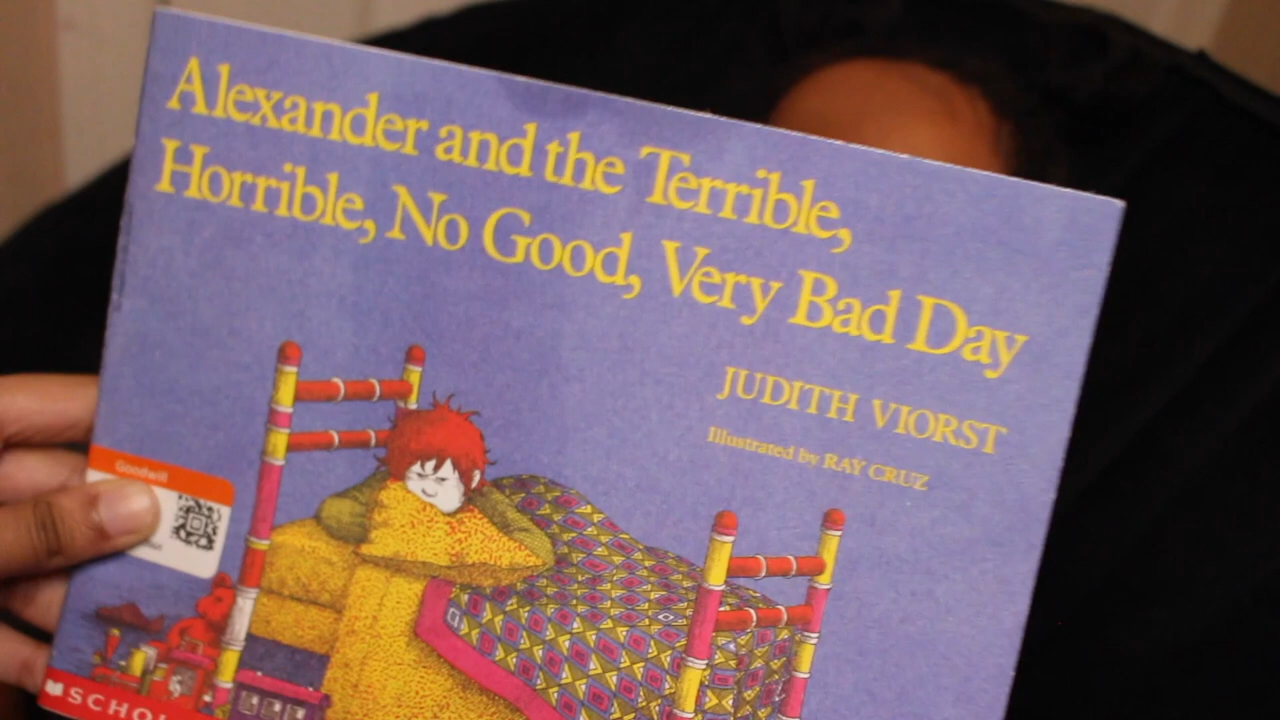 Alexander and the Terrible,
Horrible, No Good, Very Bad Day
JUDITH VIORST
Illustrated by RAY CRUZ
Goodwill